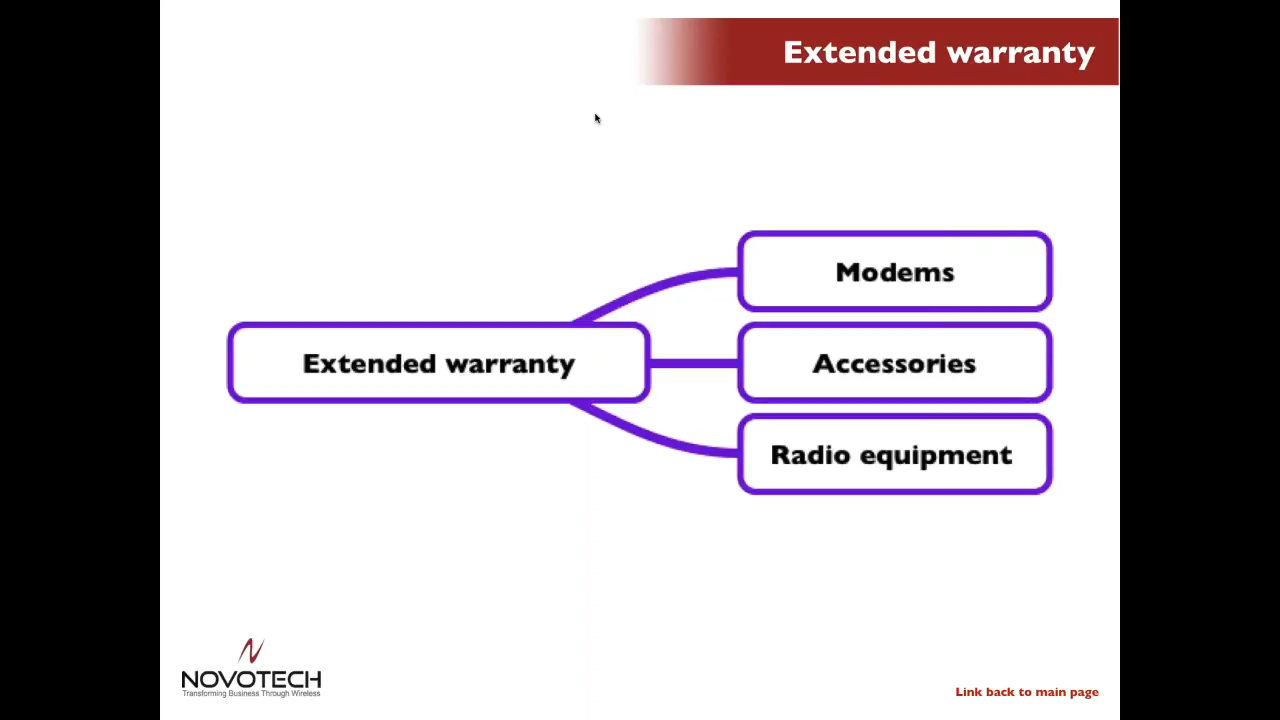 Extended warranty
Modems
Extended warranty
Accessories
Radio equipment
NOVOTECH
Transforming Business Through Wireless
Link back to main page